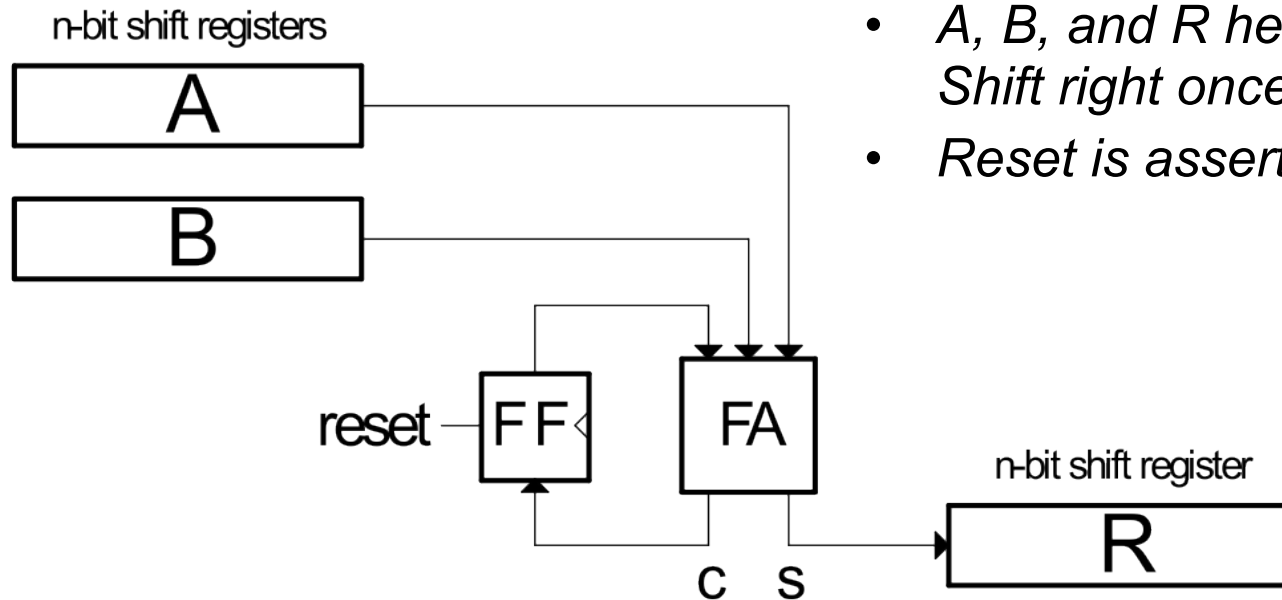 n-bit shift registers
A
B
• A, B, and R he
Shift right once
• Reset is assert
reset
FF
FA
n-bit shift register
R
c s